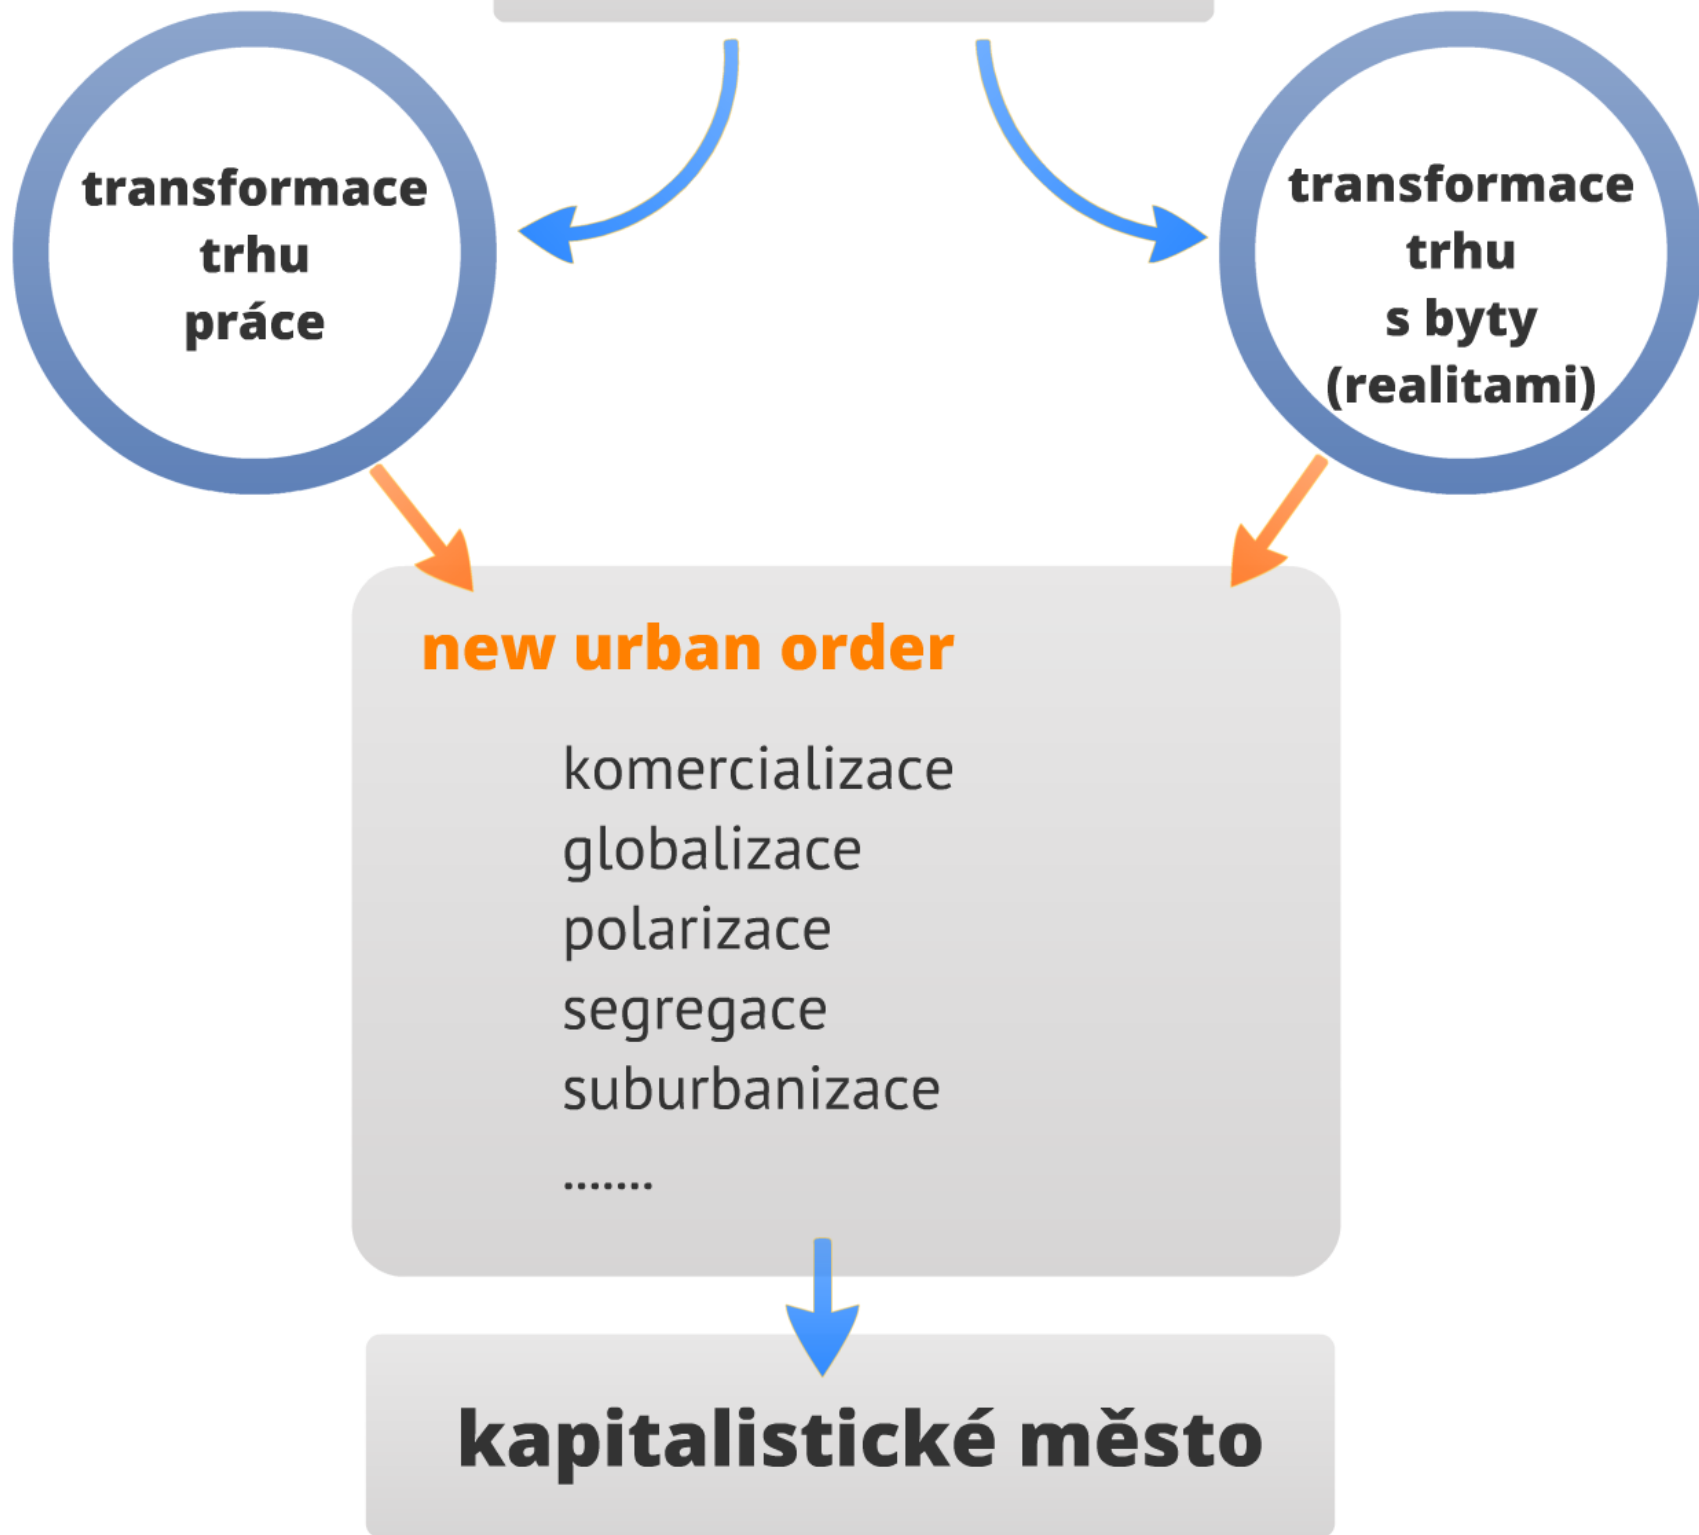 transformace
trhu
práce
transformace
trhu
s byty
(realitami)
new urban order
komercializace
globalizace
polarizace
segregace
suburbanizace
.......
kapitalistické město